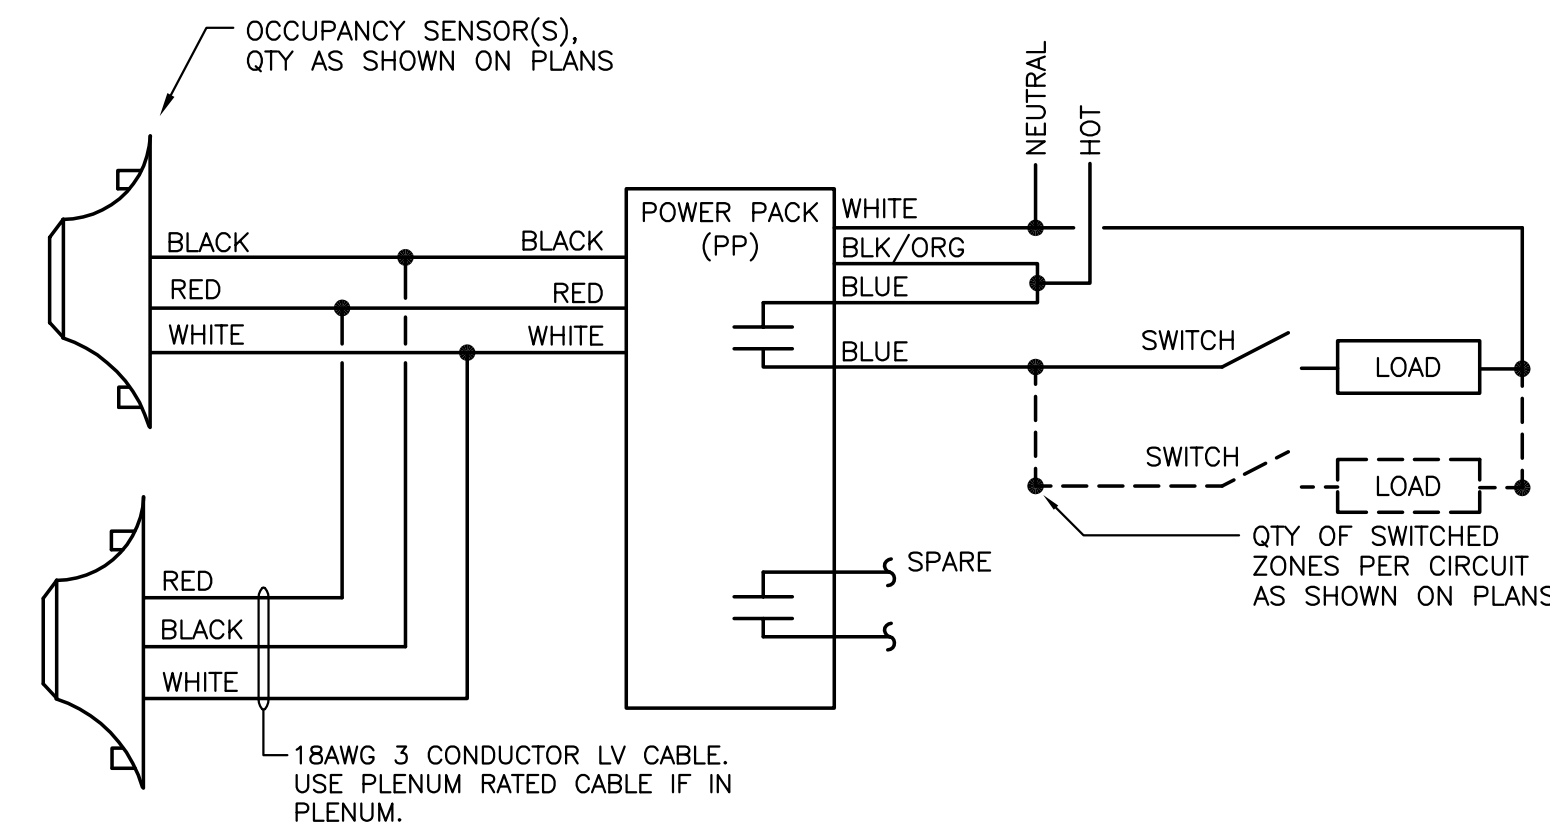 OCCUPANCY SENSOR(S),
QTY AS SHOWN ON PLANS
NEUTRAL
HOT
POWER PACK
(PP)
WHITE
BLK/ORG
BLUE
BLUE
BLACK
BLACK
RED
RED
WHITE
WHITE
SWITCH
LOAD
SWITCH
LOAD
QTY OF SWITCHED
ZONES PER CIRCUIT
AS SHOWN ON PLANS
SPARE
RED
BLACK
WHITE
18AWG 3 CONDUCTOR LV CABLE.
USE PLENUM RATED CABLE IF IN
PLENUM.